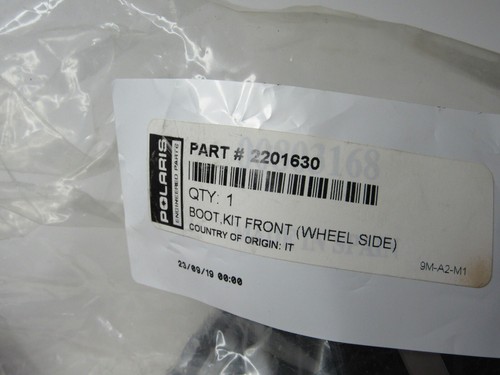 POLARIS
ENGINEERED PARTS
PART # 2201630
QTY: 1
BOOT,KIT FRONT (WHEEL SIDE)
COUNTRY OF ORIGIN: IT
9M-A2-M1
23/09/19 00:00